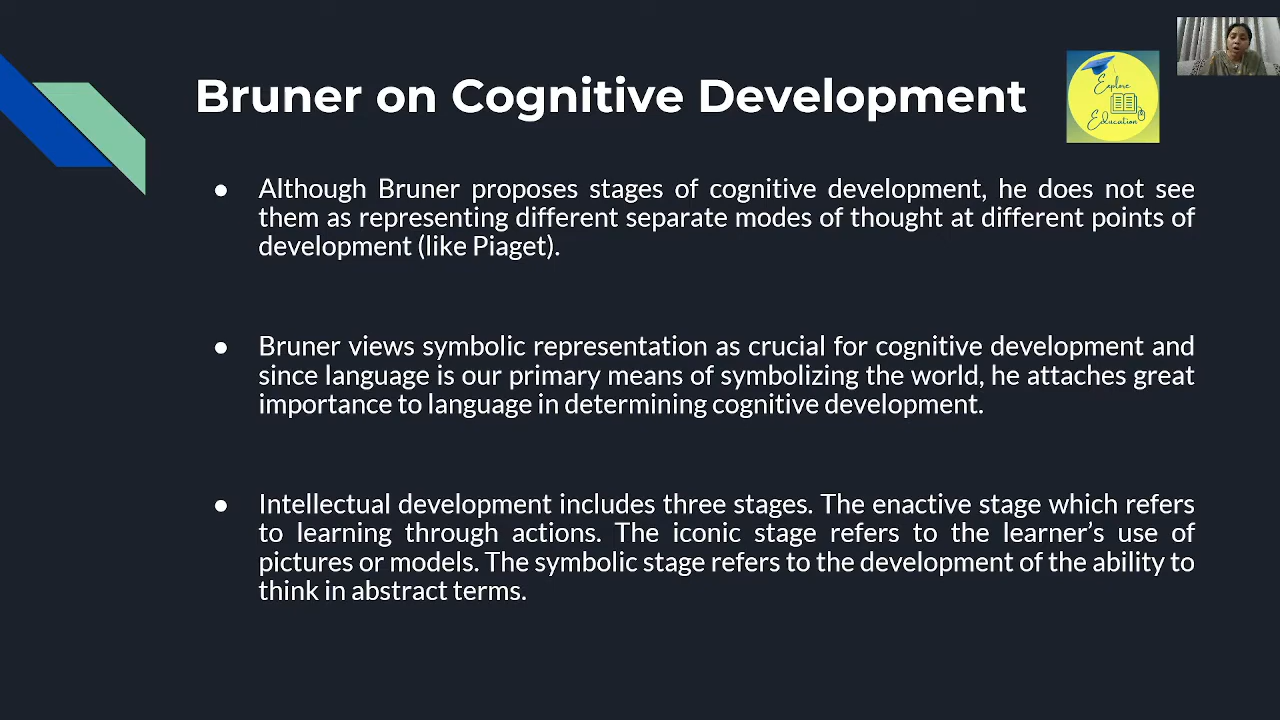 Bruner on Cognitive Development
Explore
Education
● Although Bruner proposes stages of cognitive development, he does not see
them as representing different separate modes of thought at different points of
development (like Piaget).
● Bruner views symbolic representation as crucial for cognitive development and
since language is our primary means of symbolizing the world, he attaches great
importance to language in determining cognitive development.
● Intellectual development includes three stages. The enactive stage which refers
to learning through actions. The iconic stage refers to the learner’s use of
pictures or models. The symbolic stage refers to the development of the ability to
think in abstract terms.